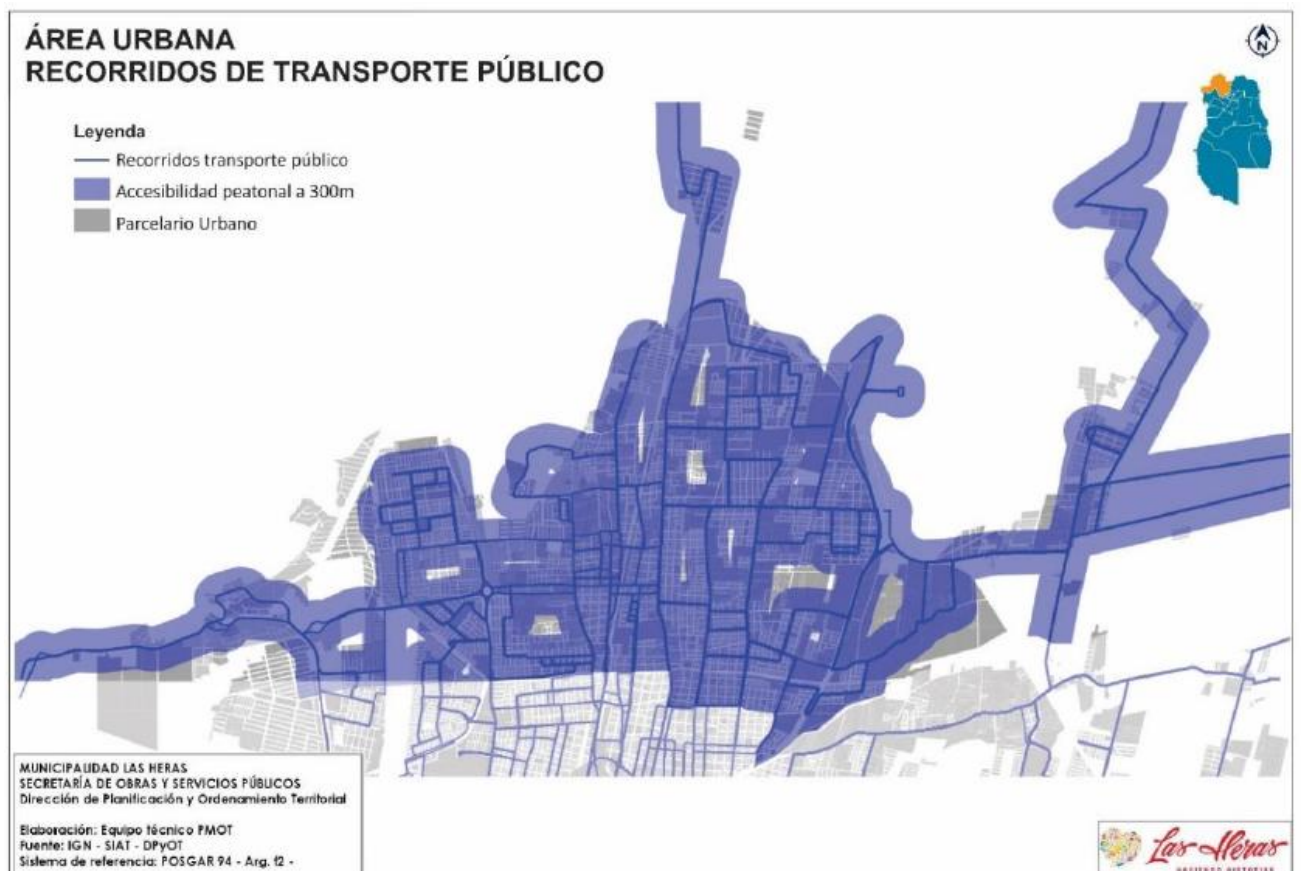 ÁREA URBANA
RECORRIDOS DE TRANSPORTE PÚBLICO
N
Leyenda
Recorridos transporte público
Accesibilidad peatonal a 300m
Parcelario Urbano
MUNICIPALIDAD LAS HERAS
SECRETARÍA DE OBRAS Y SERVICIOS PÚBLICOS
Dirección de Planificación y Ordenamiento Territorial
Elaboración: Equipo técnico PMOT
Fuente: IGN - SIAT - DPyOT
Sistema de referencia: POSGAR 94 - Arg. f2 -
Las Heras
HACIENDO HISTORIAS